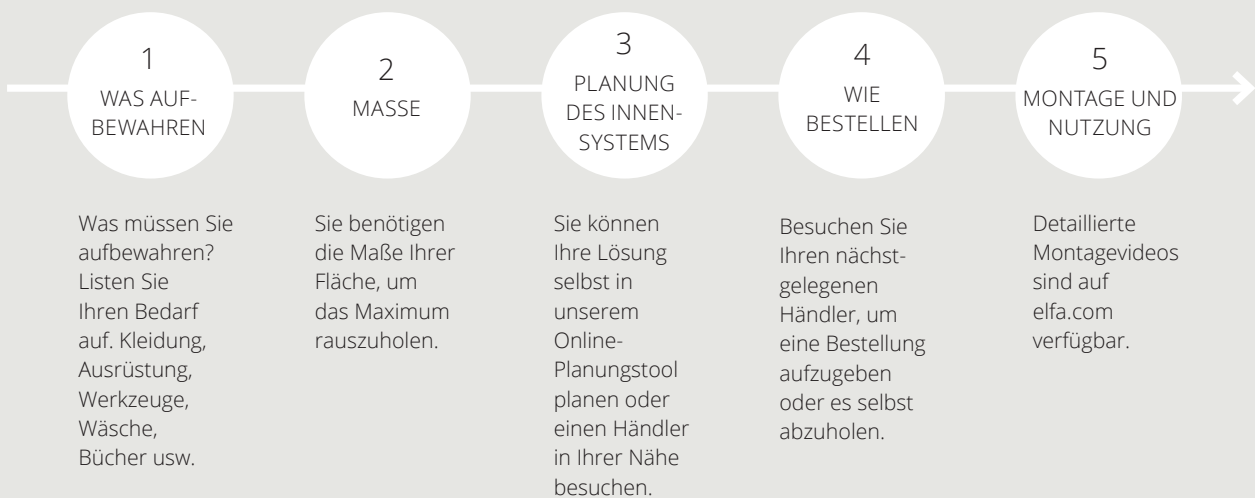 1
WAS AUF-
BEWAHREN
Was müssen Sie
aufbewahren?
Listen Sie
Ihren Bedarf
auf. Kleidung,
Ausrüstung,
Werkzeuge,
Wäsche,
Bücher usw.
2
MASSE
Sie benötigen
die Maße Ihrer
Fläche, um
das Maximum
rauszuholen.
3
PLANUNG
DES INNEN-
SYSTEMS
Sie können
Ihre Lösung
selbst in
unserem
Online-
Planungstool
planen oder
einen Händler
in Ihrer Nähe
besuchen.
4
WIE
BESTELLEN
Besuchen Sie
Ihren nächst-
gelegenen
Händler, um
eine Bestellung
aufzugeben
oder es selbst
abzuholen.
5
MONTAGE UND
NUTZUNG
Detaillierte
Montagevideos
sind auf
elfa.com
verfügbar.